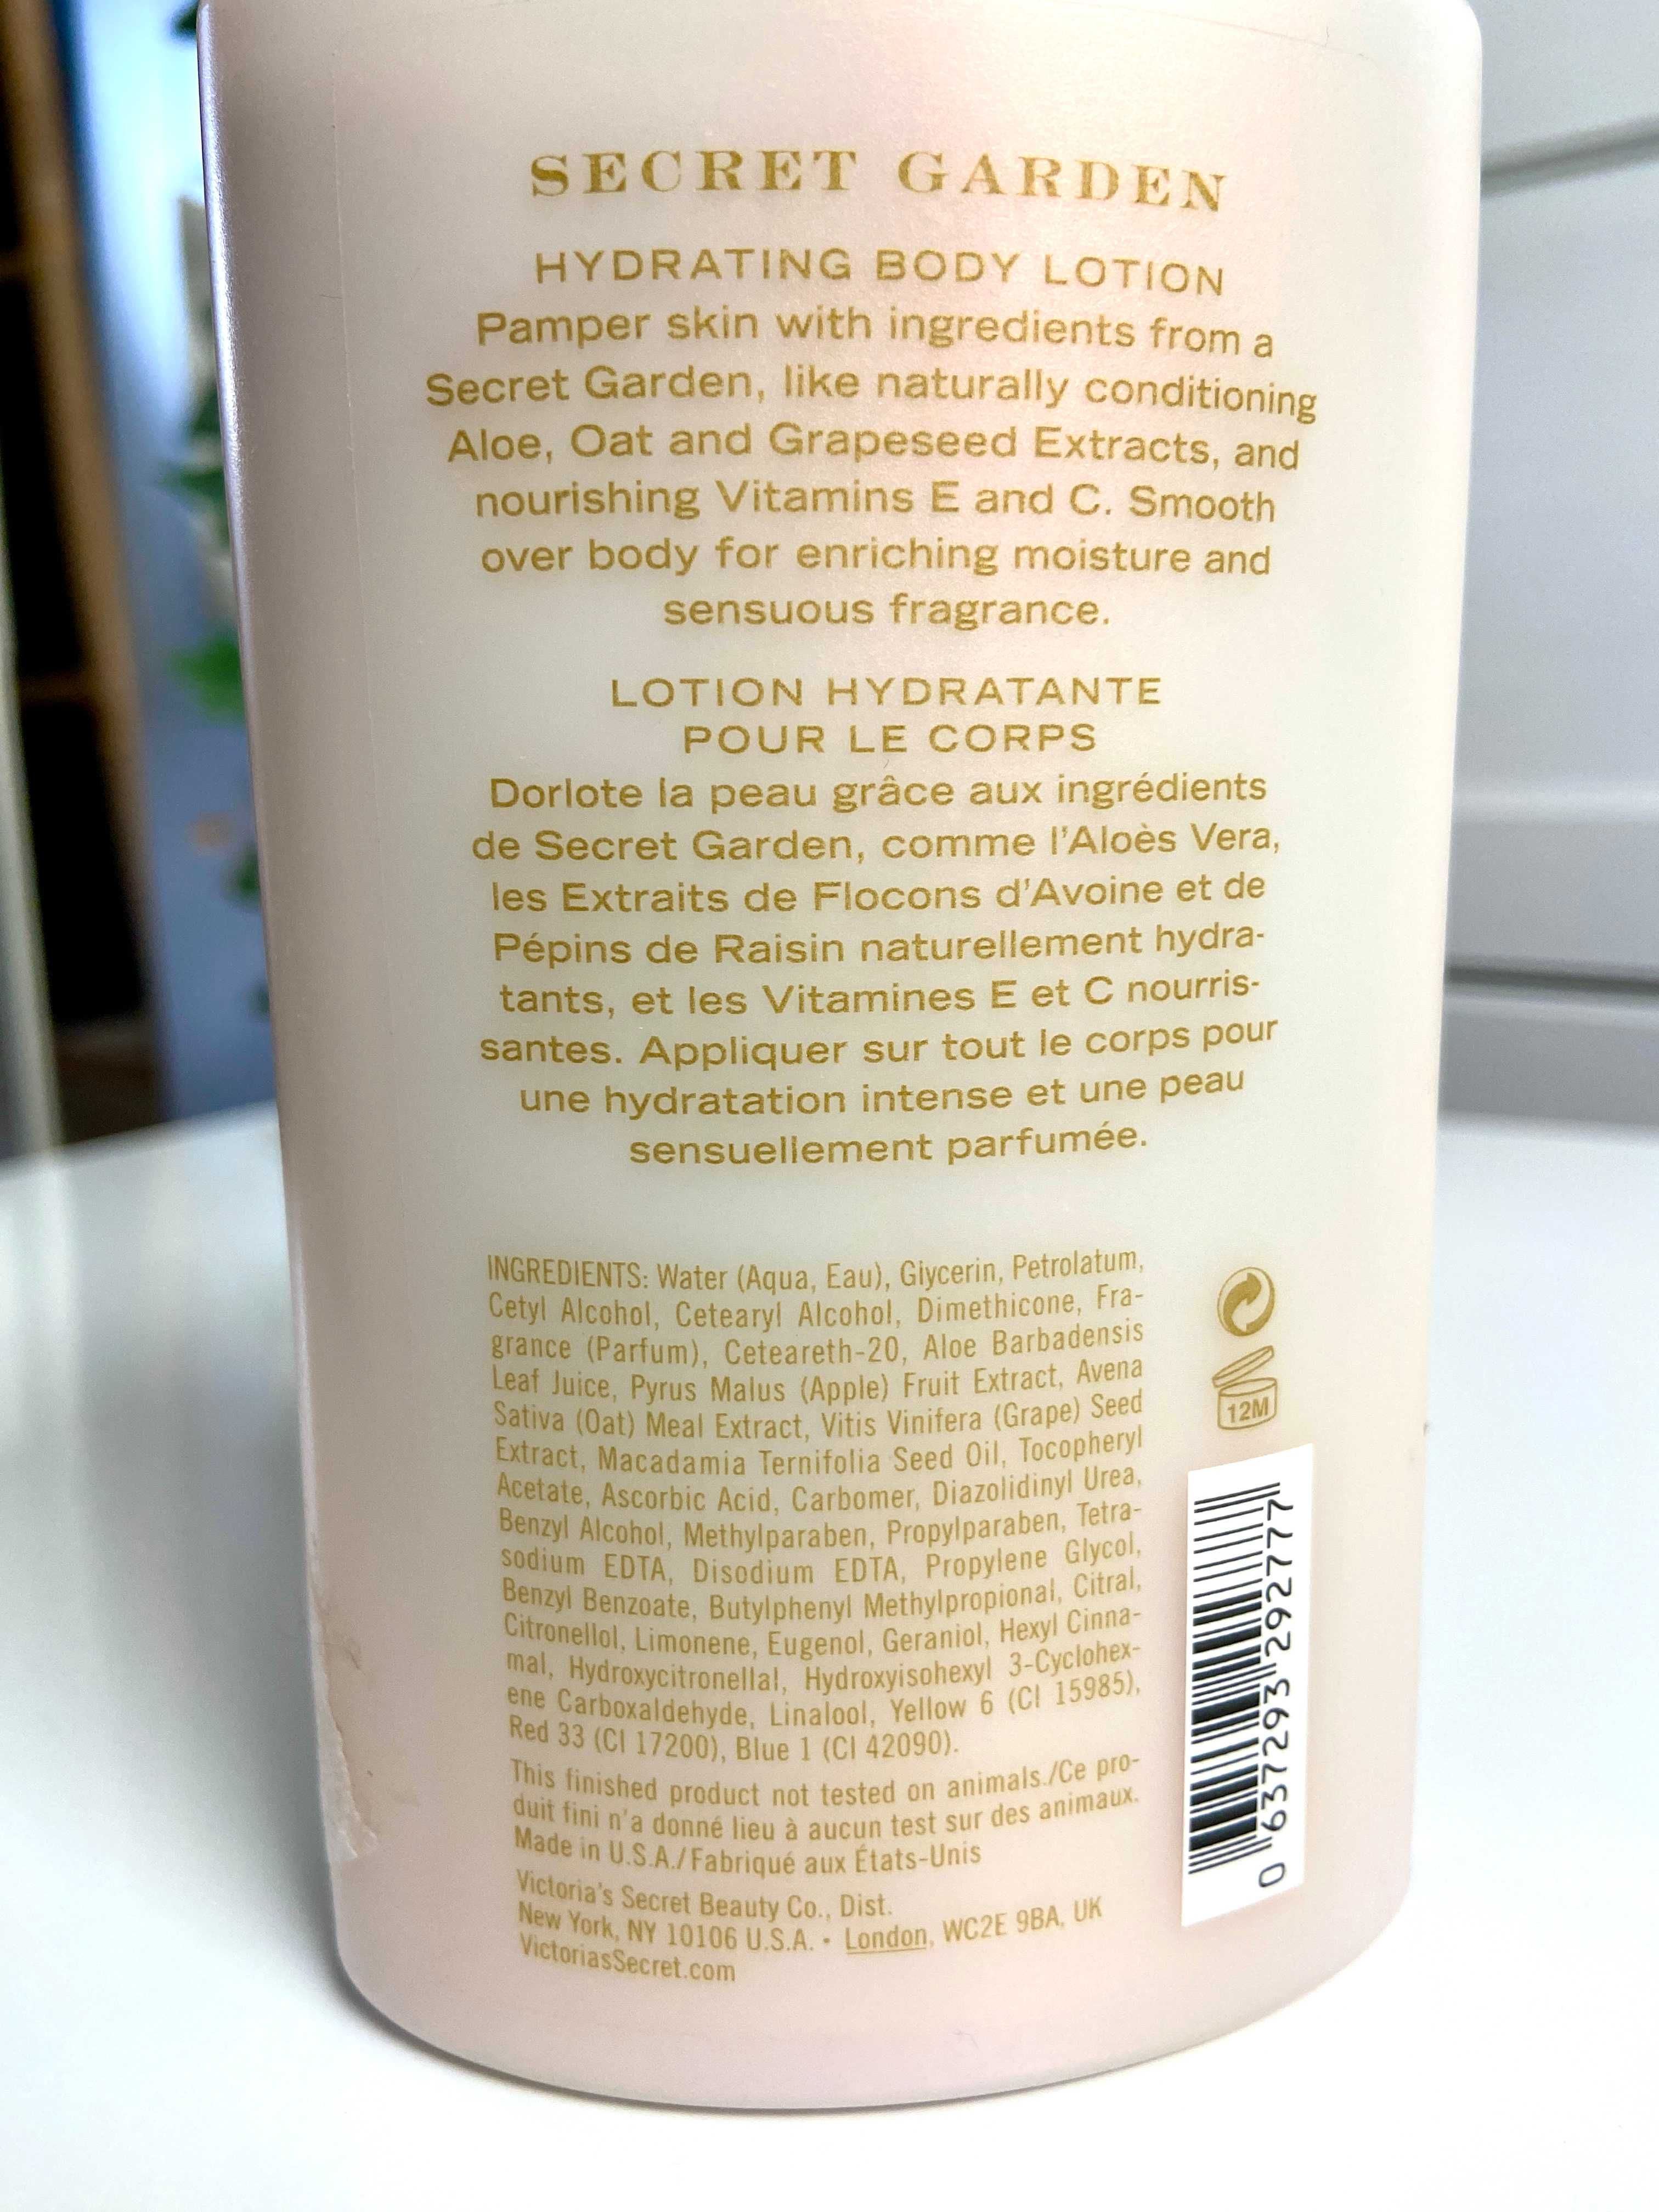 SECRET GARDEN
HYDRATING BODY LOTION
Pamper skin with ingredients from a
Secret Garden, like naturally conditioning
Aloe, Oat and Grapeseed Extracts, and
nourishing Vitamins E and C. Smooth
over body for enriching moisture and
sensuous fragrance.
LOTION HYDRATANTE
POUR LE CORPS
Dorlote la peau grâce aux ingrédients
de Secret Garden, comme l'Aloès Vera,
les Extraits de Flocons d'Avoine et de
Pépins de Raisin naturellement hydra-
tants, et les Vitamines E et C nourris-
santes. Appliquer sur tout le corps pour
une hydratation intense et une peau
sensuellement parfumée.
INGREDIENTS: Water (Aqua, Eau), Glycerin, Petrolatum,
Cetyl Alcohol, Cetearyl Alcohol, Dimethicone, Fra-
grance (Parfum), Ceteareth-20, Aloe Barbadensis
Leaf Juice, Pyrus Malus (Apple) Fruit Extract, Avena
Sativa (Oat) Meal Extract, Vitis Vinifera (Grape) Seed
Extract, Macadamia Ternifolia Seed Oil, Tocopheryl
Acetate, Ascorbic Acid, Carbomer, Diazolidinyl Urea,
Benzyl Alcohol, Methylparaben, Propylparaben, Tetra-
sodium EDTA, Disodium EDTA, Propylene Glycol,
Benzyl Benzoate, Butylphenyl Methylpropional, Citral,
Citronellol, Limonene, Eugenol, Geraniol, Hexyl Cinna-
mal, Hydroxycitronellal, Hydroxyisohexyl 3-Cyclohex-
ene Carboxaldehyde, Linalool, Yellow 6 (CI 15985),
Red 33 (CI 17200), Blue 1 (CI 42090).
This finished product not tested on animals./Ce pro-
duit fini n'a donné lieu à aucun test sur des animaux.
Made in U.S.A./Fabriqué aux États-Unis
Victoria's Secret Beauty Co., Dist.
New York, NY 10106 U.S.A. • London, WC2E 9BA, UK
VictoriasSecret.com
12M
0 637293 292777